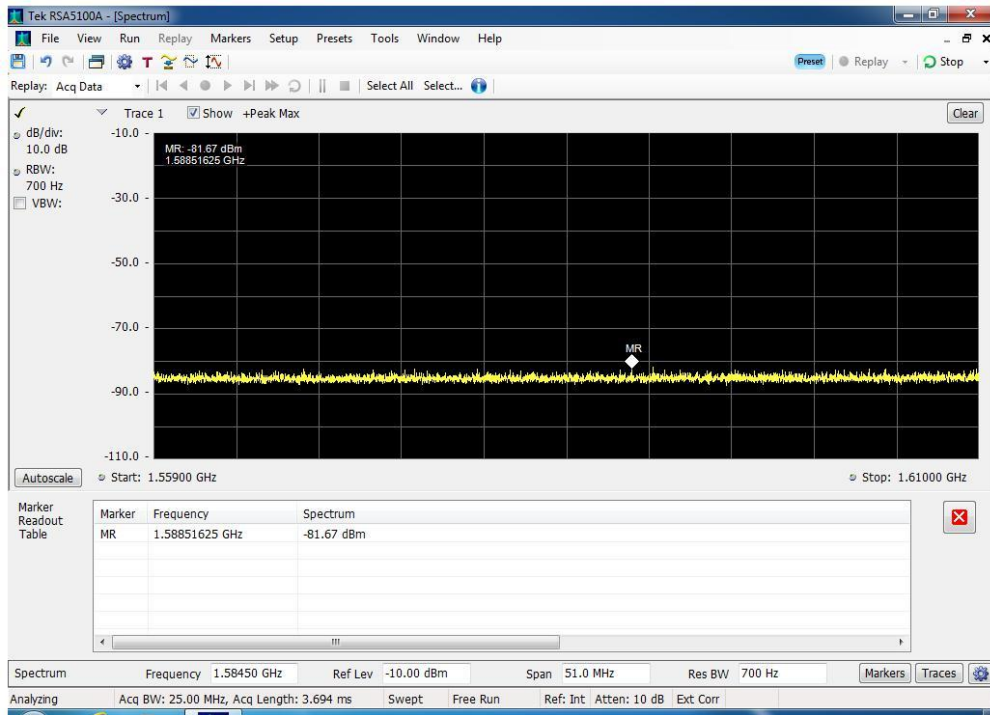 Tek RSA5100A - [Spectrum]
File View Run Replay Markers Setup Presets Tools Window Help
T
Preset Replay Stop
Replay: Acq Data Select All Select...
Trace 1 Show +Peak Max Clear
dB/div:
10.0 dB
RBW:
700 Hz
VBW:
-10.0
MR: -81.67 dBm
1.58851625 GHz
-30.0
-50.0
-70.0
MR
-90.0
-110.0
Autoscale Start: 1.55900 GHz Stop: 1.61000 GHz
Marker
Readout
Table
Marker Frequency Spectrum
MR 1.58851625 GHz -81.67 dBm
Spectrum Frequency 1.58450 GHz Ref Lev -10.00 dBm Span 51.0 MHz Res BW 700 Hz Markers Traces
Analyzing Acq BW: 25.00 MHz, Acq Length: 3.694 ms Swept Free Run Ref: Int Atten: 10 dB Ext Corr